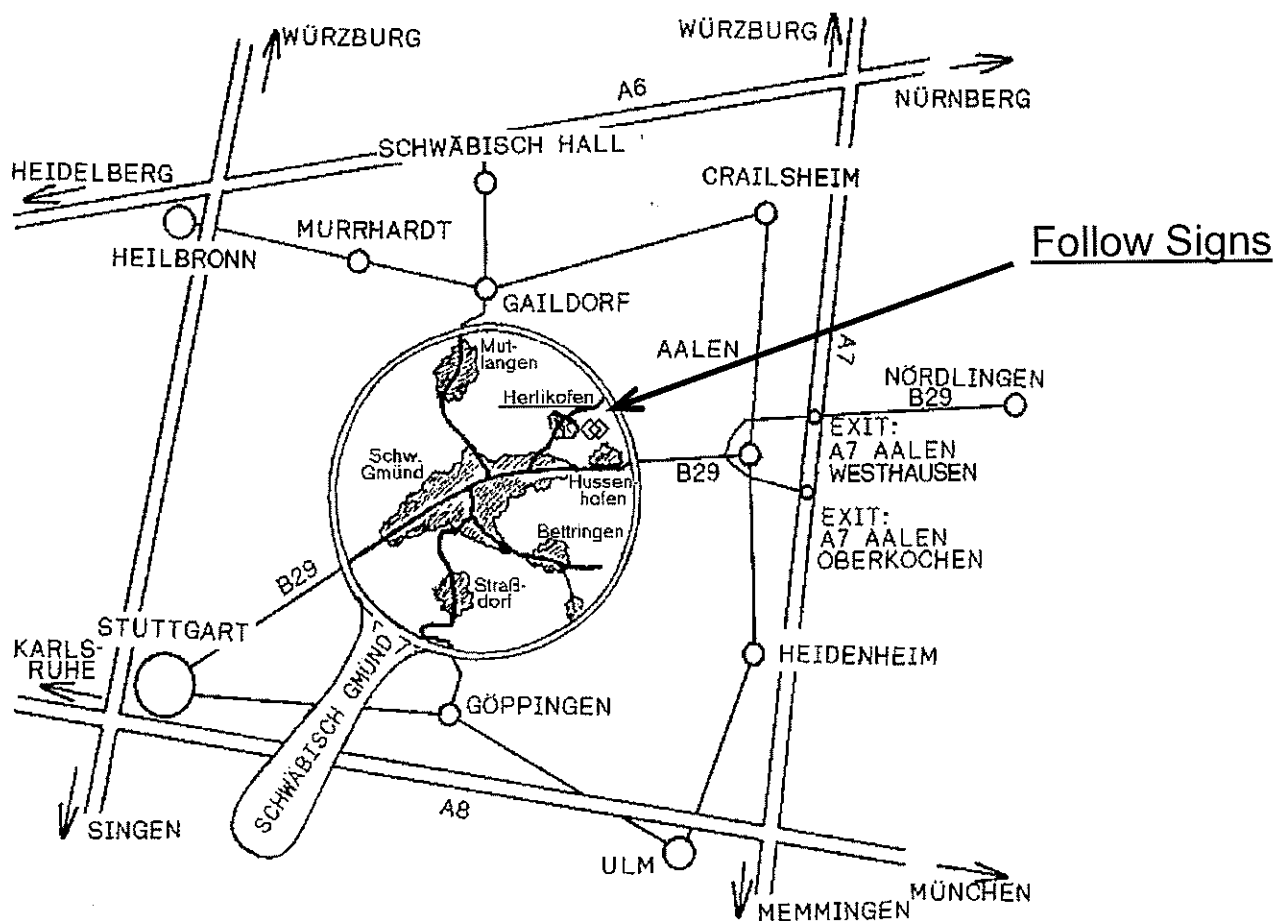 WÜRZBURG
WÜRZBURG
A6
NÜRNBERG
SCHWÄBISCH HALL
HEIDELBERG
CRAILSHEIM
MURRHARDT
HEILBRONN
Follow Signs
GAILDORF
Mut-
langen
AALEN
A7
Herlikofen
NÖRDLINGEN
B29
EXIT:
A7 AALEN
WESTHAUSEN
Schw.
Gmünd
B29
Hussen
hofen
EXIT:
A7 AALEN
OBERKOCHEN
Bettringen
B29
Straß-
dorf
STUTTGART
KARLS-
RUHE
HEIDENHEIM
GÖPPINGEN
SCHWÄBISCH GMÜND
A8
SINGEN
ULM
MÜNCHEN
MEMMINGEN